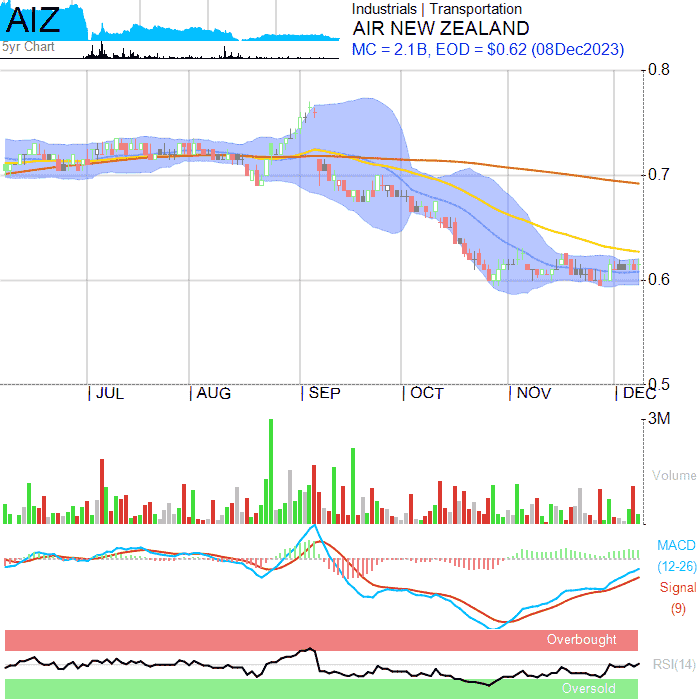 AIZ
5yr Chart
Industrials | Transportation
AIR NEW ZEALAND
MC = 2.1B, EOD = $0.62 (08Dec2023)
0.8
0.7
0.6
0.5
JUL AUG SEP OCT NOV DEC
3M
Volume
MACD
(12-26)
Signal
(9)
Overbought
RSI(14)
Oversold